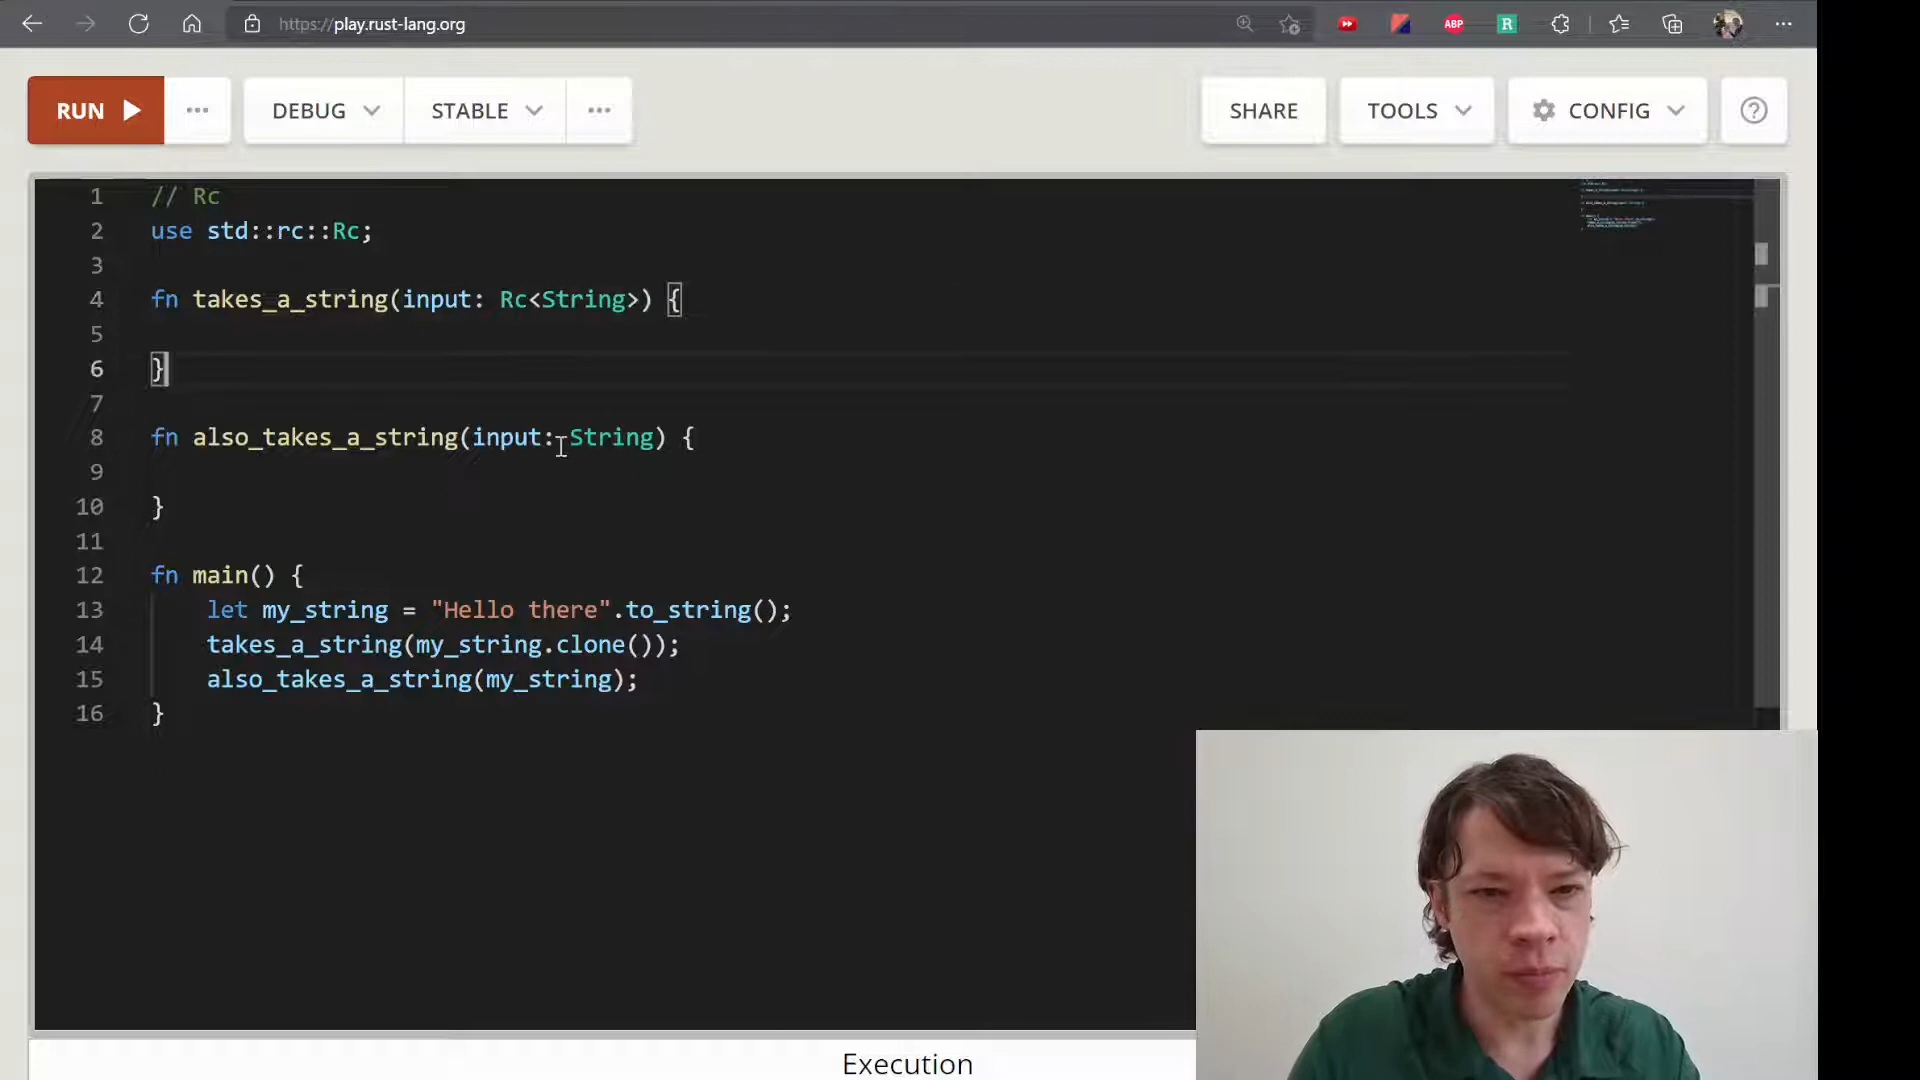 https://play.rust-lang.org
ABP
R
RUN
DEBUG
STABLE
SHARE
TOOLS
CONFIG
1 // Rc
2 use std::rc::Rc;
3
4 fn takes_a_string(input: Rc<String>) {
5
6 }
7
8 fn also_takes_a_string(input: String) {
9
10 }
11
12 fn main() {
13 let my_string = "Hello there".to_string();
14 takes_a_string(my_string.clone());
15 also_takes_a_string(my_string);
16 }
Execution